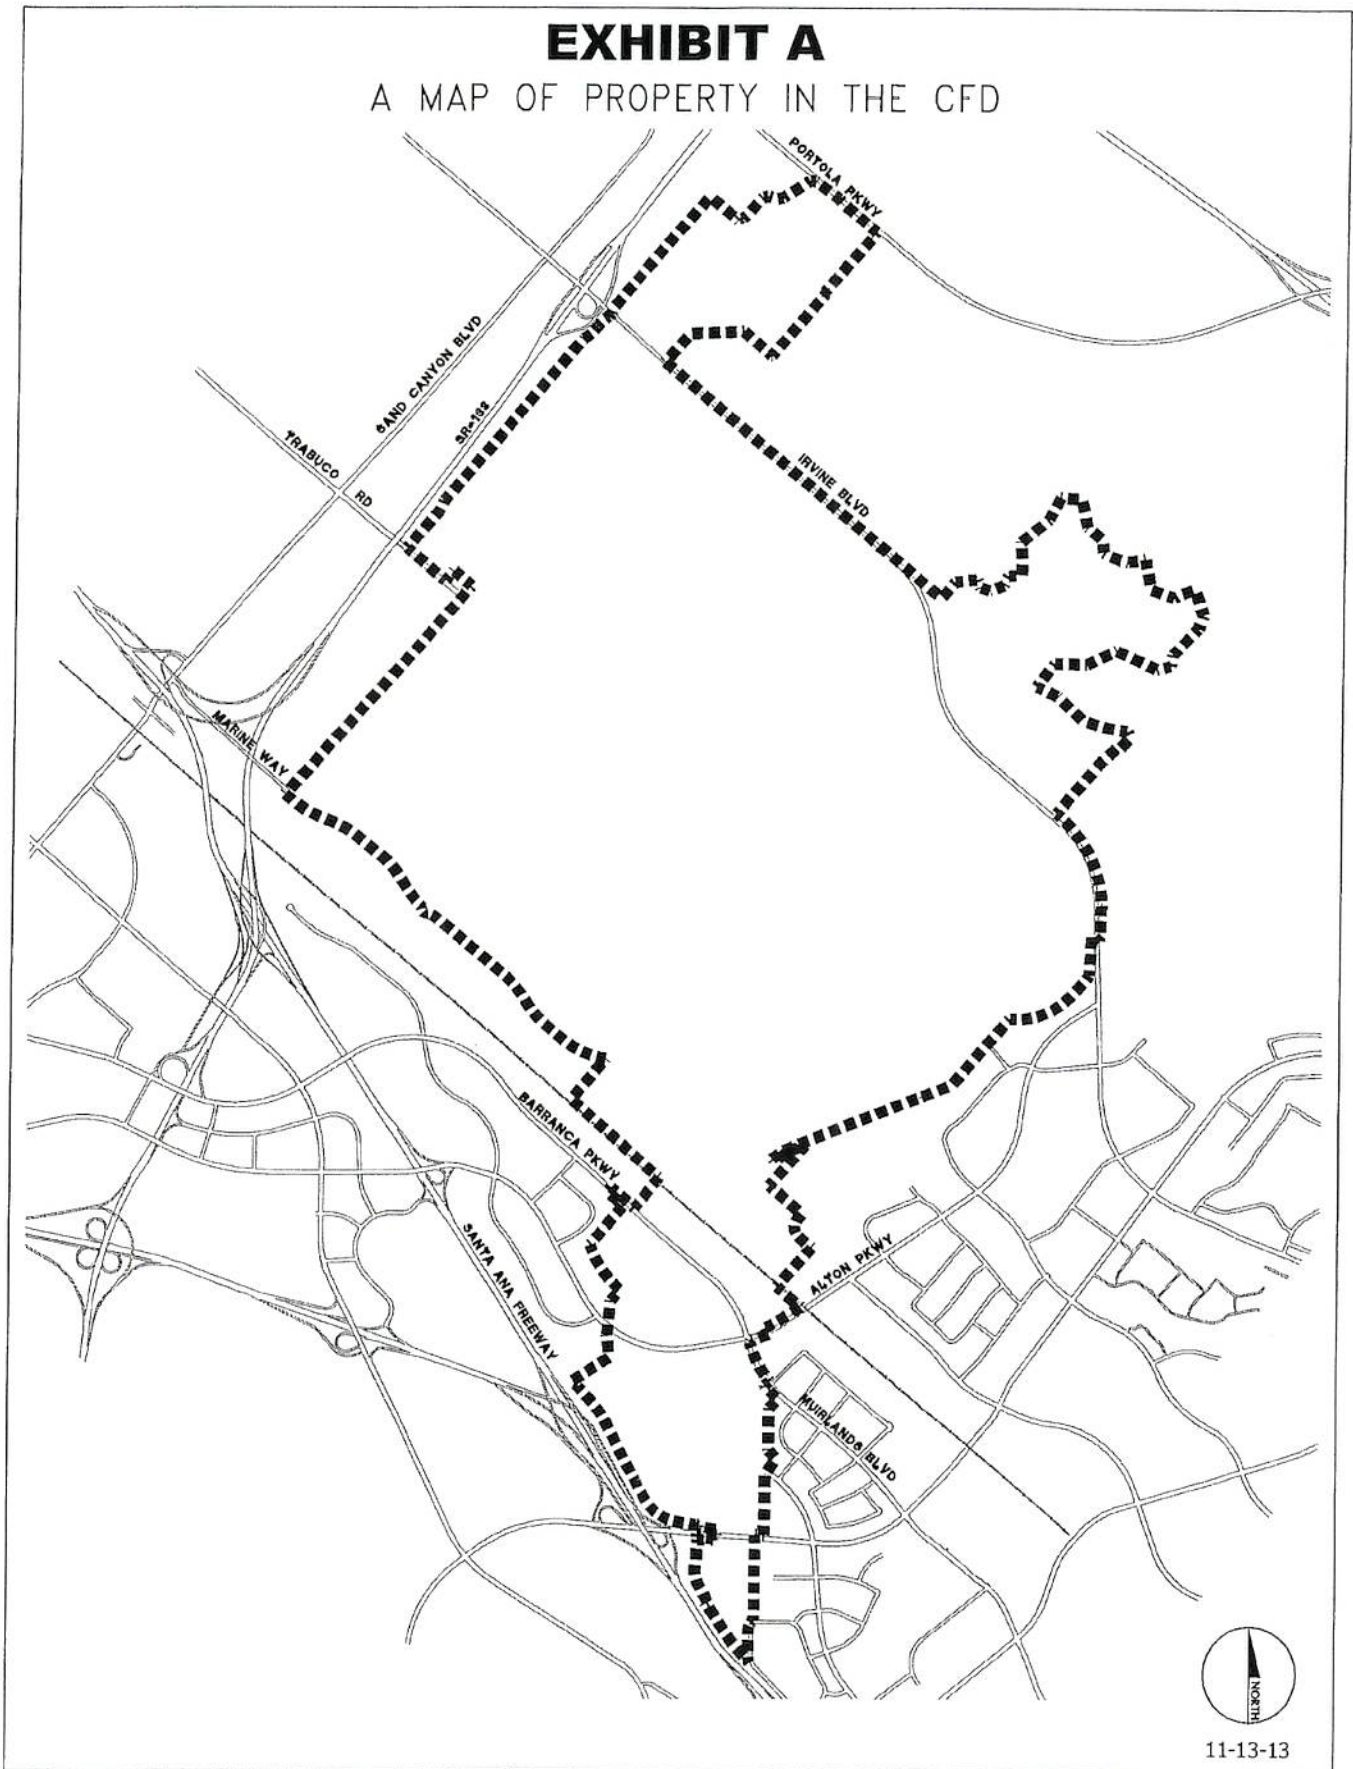 EXHIBIT A
A MAP OF PROPERTY IN THE CFD
PORTOLA PKWY
SAND CANYON BLVD
SR-133
TRABUCO RD
IRVINE BLVD
MARINE WAY
BARRANCA PKWY
SANTA ANA FREEWAY
ALTON PKWY
MUIRLANDS BLVD
NORTH
11-13-13